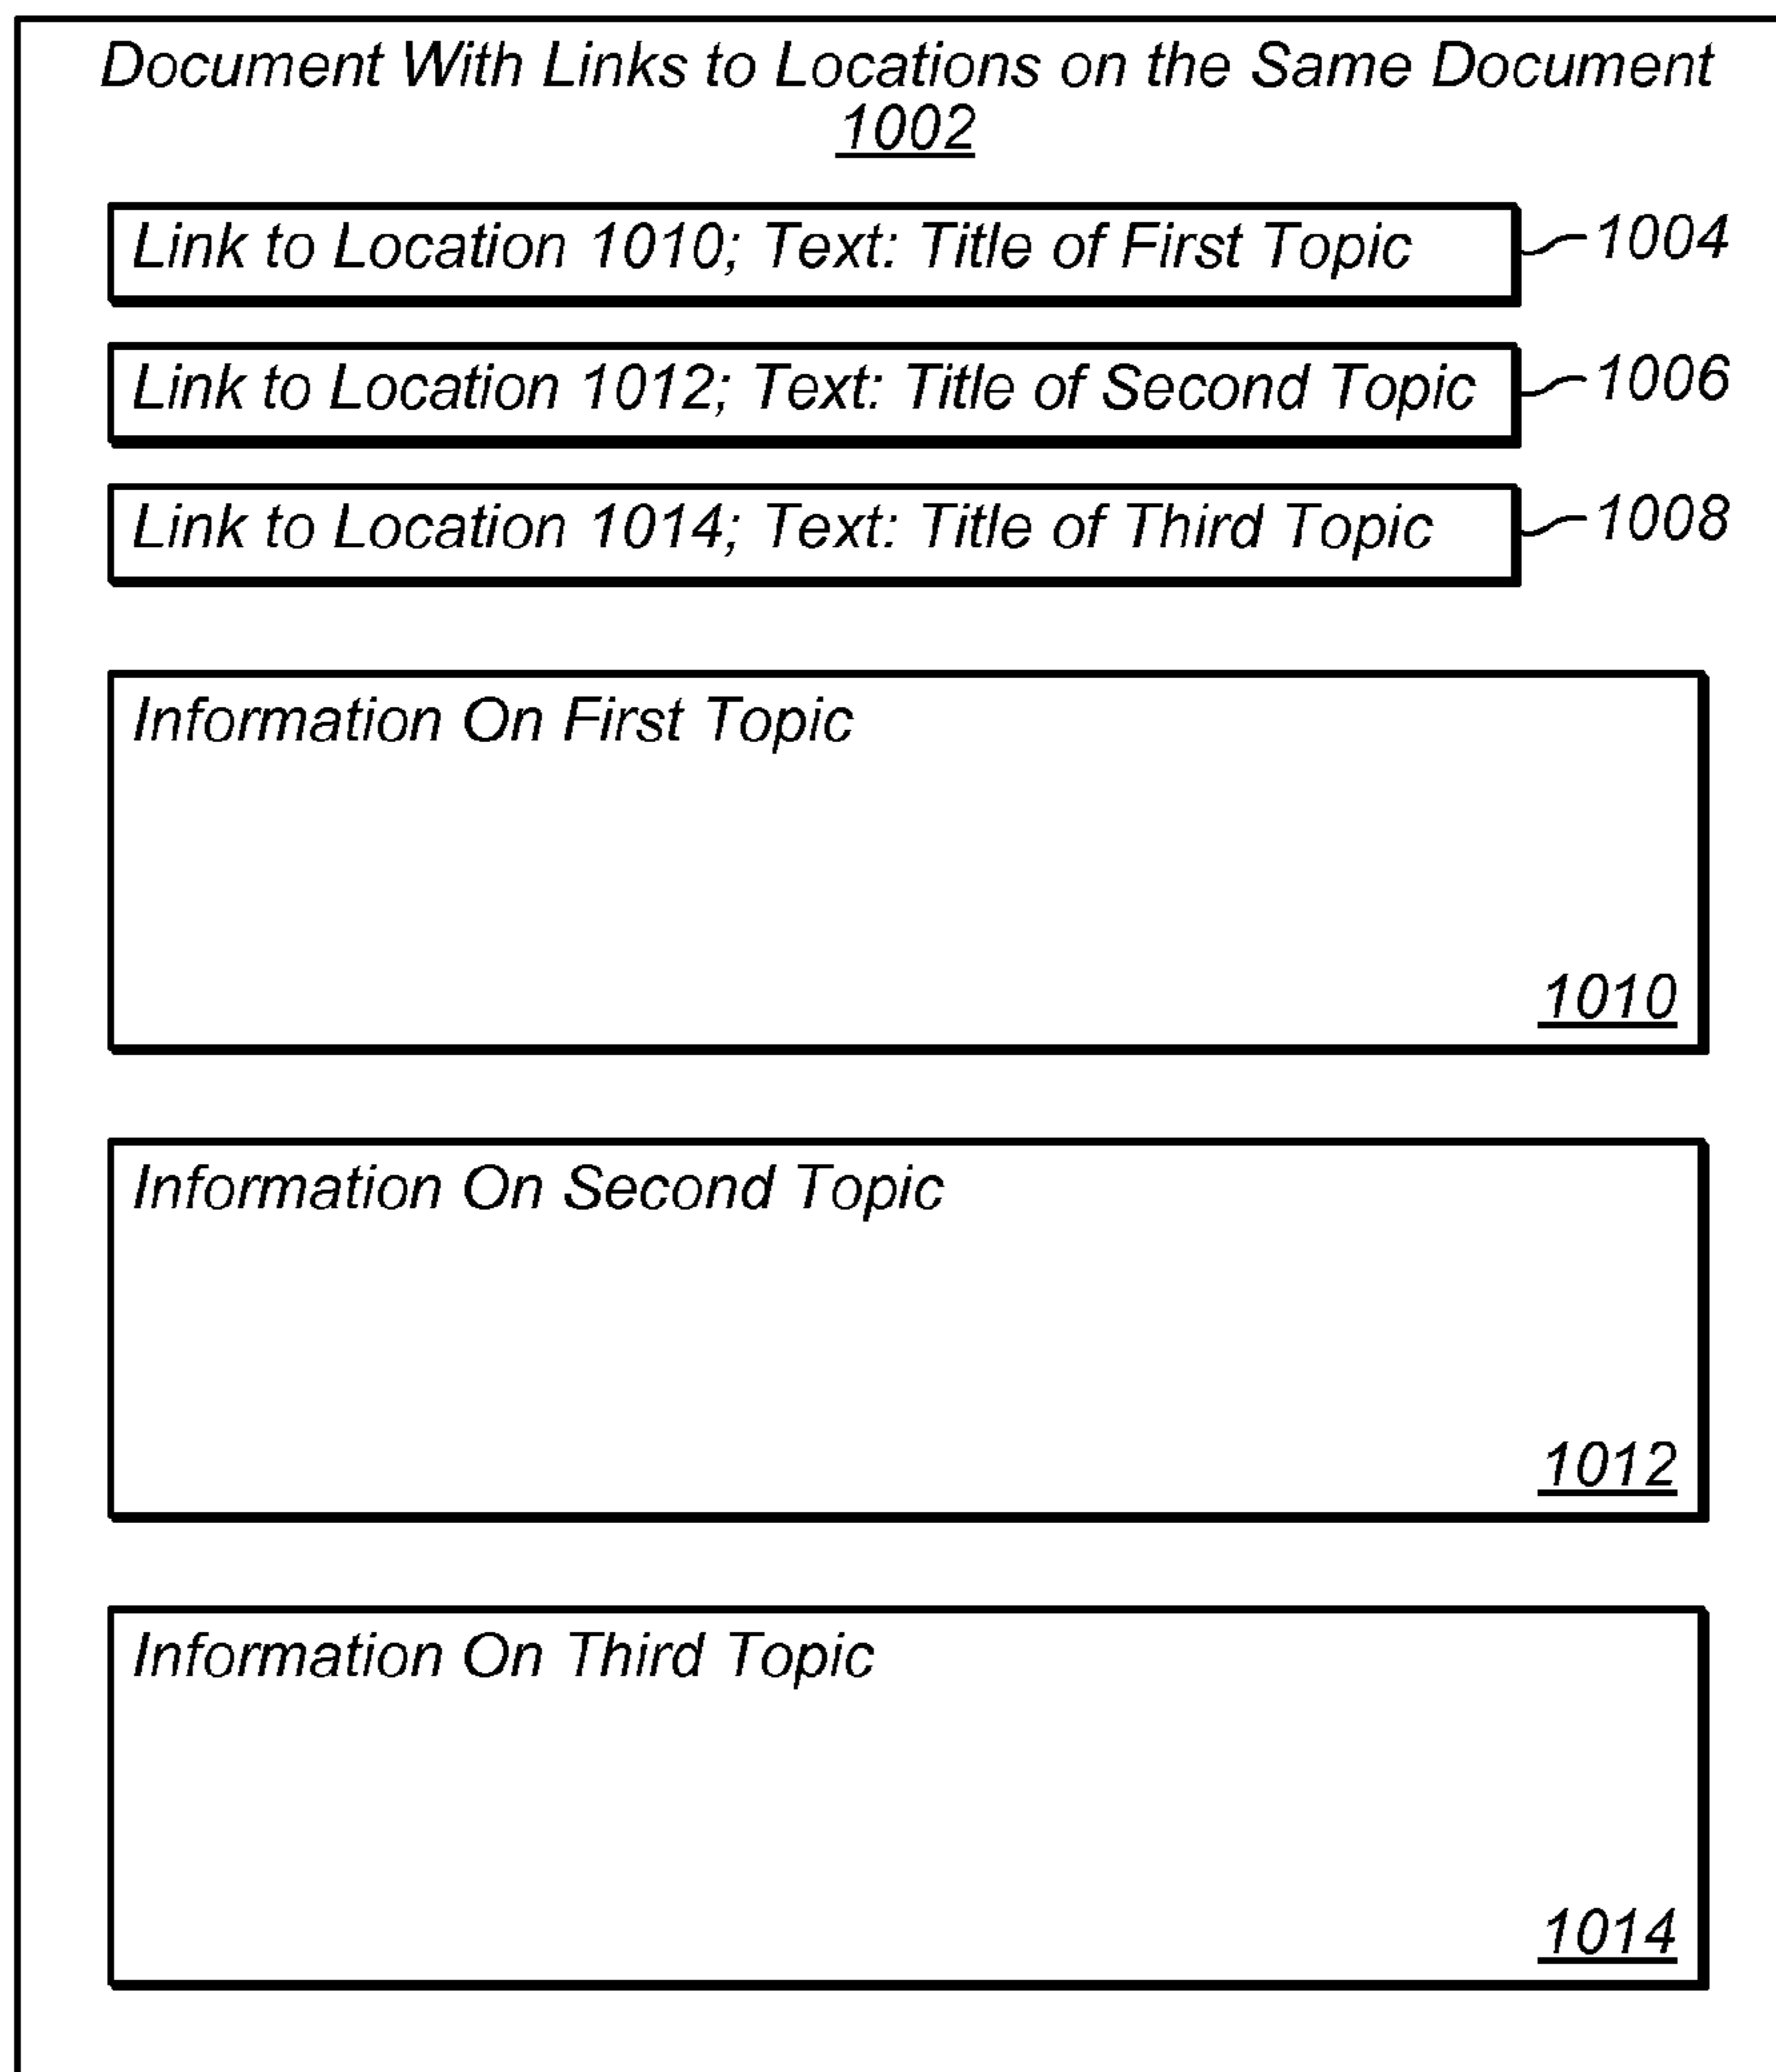 Document With Links to Locations on the Same Document
1002
Link to Location 1010; Text: Title of First Topic
1004
Link to Location 1012; Text: Title of Second Topic
1006
Link to Location 1014; Text: Title of Third Topic
1008
Information On First Topic
1010
Information On Second Topic
1012
Information On Third Topic
1014